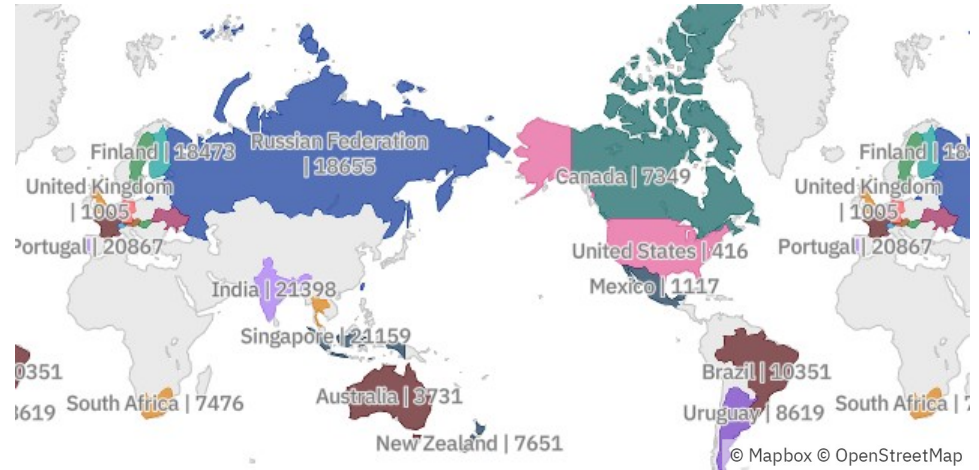 Finland | 18473
Russian Federation
| 18655
United Kingdom
| 1005
Portugal | 20867
India | 21398
Singapore | 21159
South Africa | 7476
Australia | 3731
New Zealand | 7651
Canada | 7349
United States | 416
Mexico | 1117
Brazil | 10351
Uruguay | 8619
Finland | 18
United Kingdom
| 1005
Portugal | 20867
South Africa | 7
0351
8619
© Mapbox © OpenStreetMap